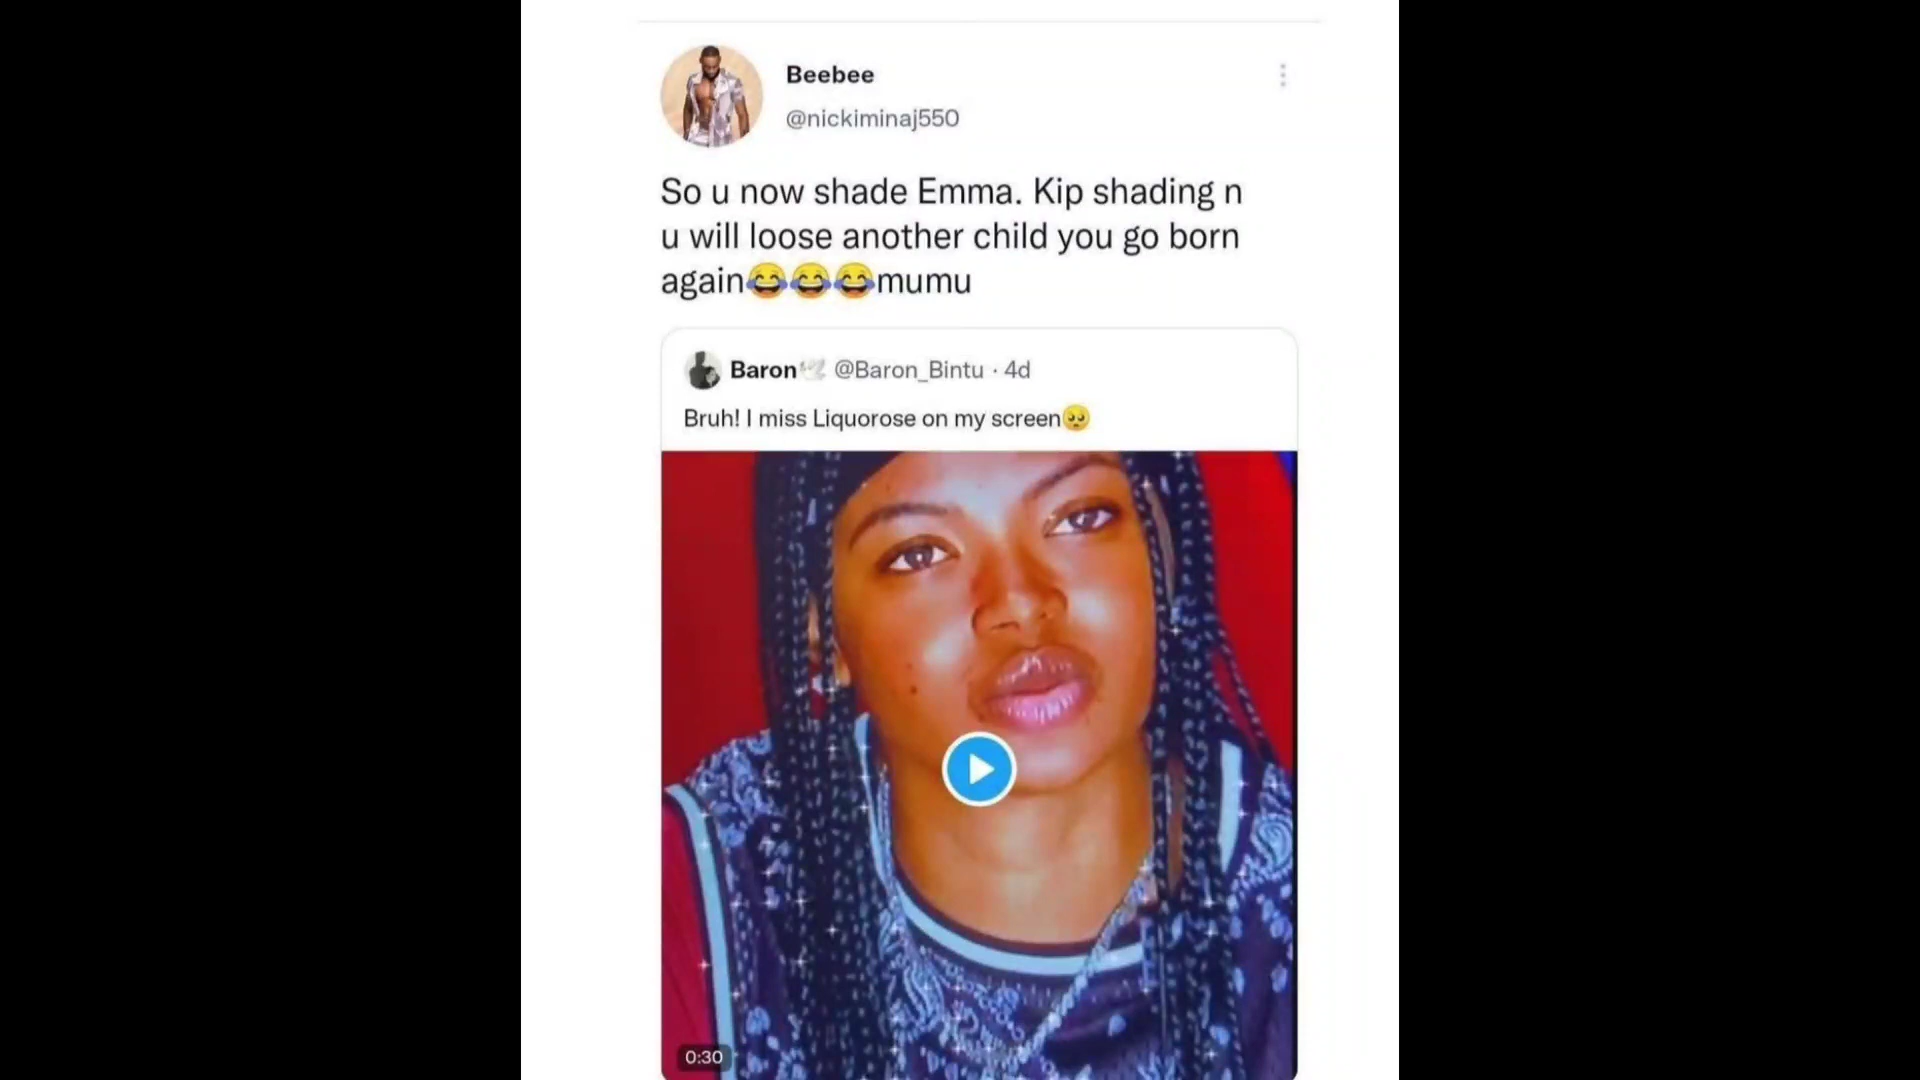 Beebee
@nickiminaj550
So u now shade Emma. Kip shading n
u will loose another child you go born
again😂😂😂mumu
Baron🕊️ @Baron_Bintu · 4d
Bruh! I miss Liquorose on my screen🥺
0:30